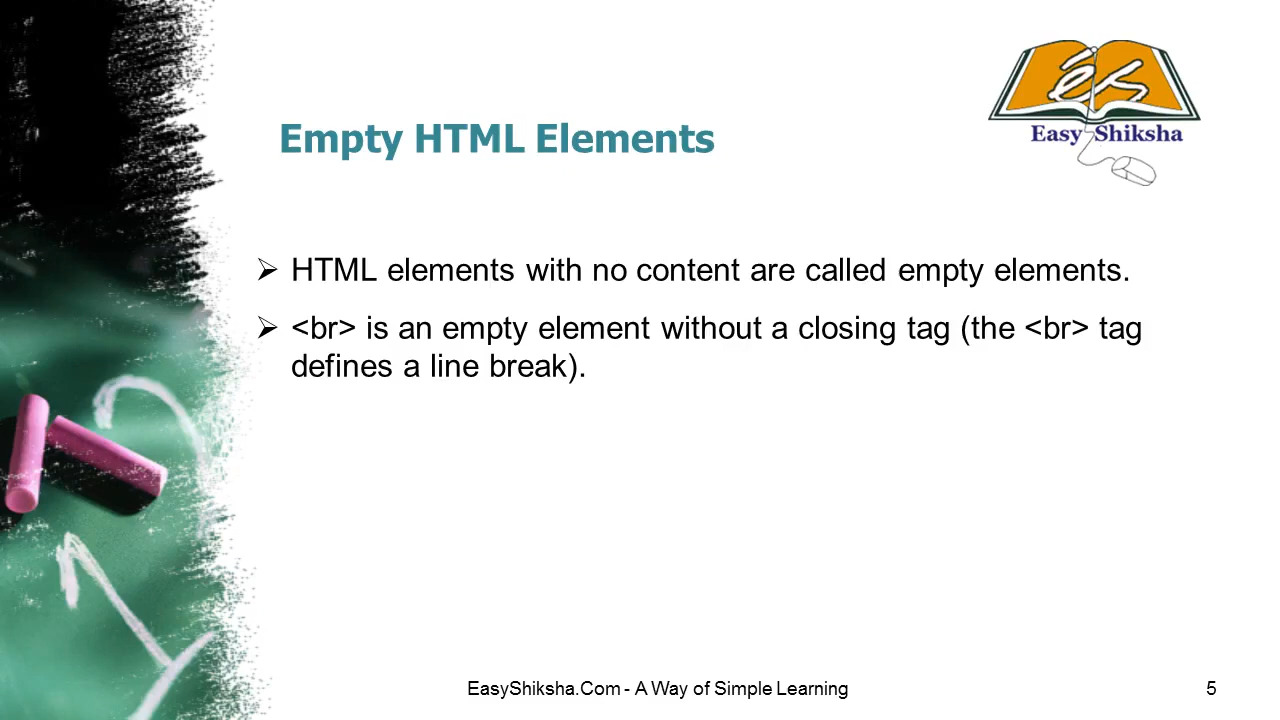 Easy Shiksha
Empty HTML Elements
➢ HTML elements with no content are called empty elements.
➢ <br> is an empty element without a closing tag (the <br> tag
defines a line break).
EasyShiksha.Com - A Way of Simple Learning
5